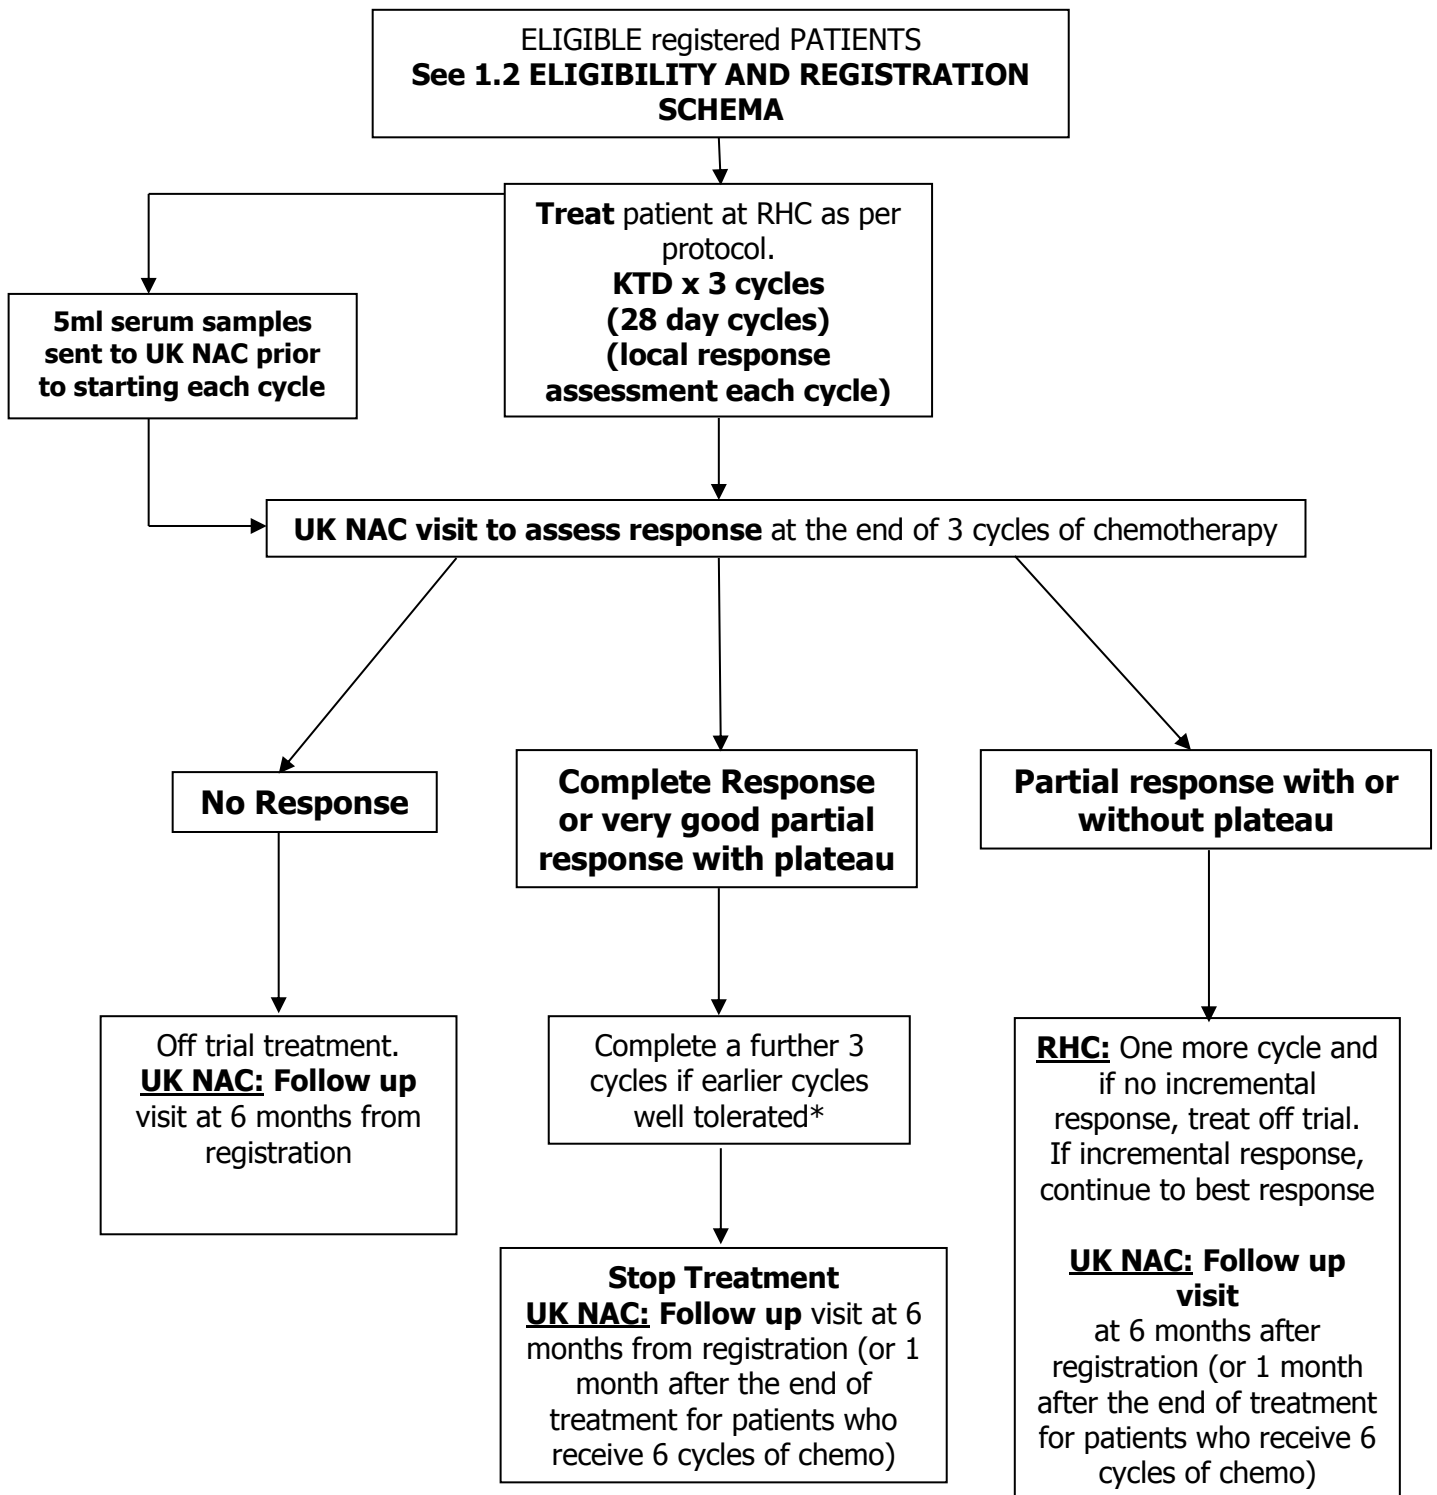 ELIGIBLE registered PATIENTS
See 1.2 ELIGIBILITY AND REGISTRATION
SCHEMA
Treat patient at RHC as per
protocol.
KTD x 3 cycles
(28 day cycles)
(local response
assessment each cycle)
5ml serum samples
sent to UK NAC prior
to starting each cycle
UK NAC visit to assess response at the end of 3 cycles of chemotherapy
No Response
Complete Response
or very good partial
response with plateau
Partial response with or
without plateau
Off trial treatment.
UK NAC: Follow up
visit at 6 months from
registration
Complete a further 3
cycles if earlier cycles
well tolerated*
Stop Treatment
UK NAC: Follow up visit at 6
months from registration (or 1
month after the end of
treatment for patients who
receive 6 cycles of chemo)
RHC: One more cycle and
if no incremental
response, treat off trial.
If incremental response,
continue to best response
UK NAC: Follow up
visit
at 6 months after
registration (or 1 month
after the end of treatment
for patients who receive 6
cycles of chemo)